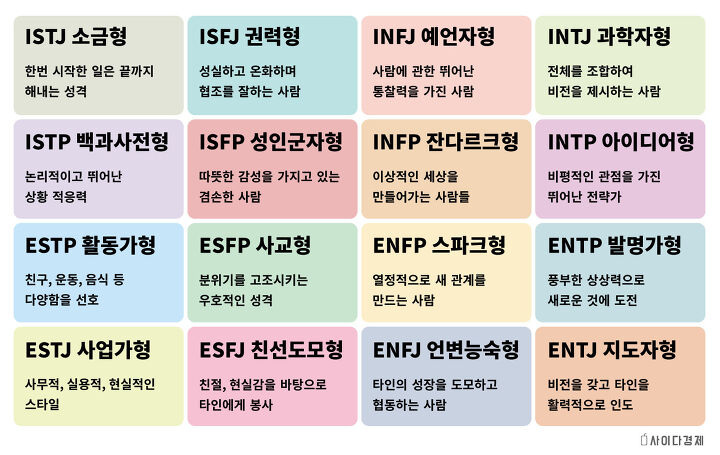 ISTJ 소금형
한번 시작한 일은 끝까지
해내는 성격
ISFJ 권력형
성실하고 온화하며
협조를 잘하는 사람
INFJ 예언자형
사람에 관한 뛰어난
통찰력을 가진 사람
INTJ 과학자형
전체를 조합하여
비전을 제시하는 사람
ISTP 백과사전형
논리적이고 뛰어난
상황 적응력
ISFP 성인군자형
따뜻한 감성을 가지고 있는
겸손한 사람
INFP 잔다르크형
이상적인 세상을
만들어가는 사람들
INTP 아이디어형
비평적인 관점을 가진
뛰어난 전략가
ESTP 활동가형
친구, 운동, 음식 등
다양함을 선호
ESFP 사교형
분위기를 고조시키는
우호적인 성격
ENFP 스파크형
열정적으로 새 관계를
만드는 사람
ENTP 발명가형
풍부한 상상력으로
새로운 것에 도전
ESTJ 사업가형
사무적, 실용적, 현실적인
스타일
ESFJ 친선도모형
친절, 현실감을 바탕으로
타인에게 봉사
ENFJ 언변능숙형
타인의 성장을 도모하고
협동하는 사람
ENTJ 지도자형
비전을 갖고 타인을
활력적으로 인도
사이다경제